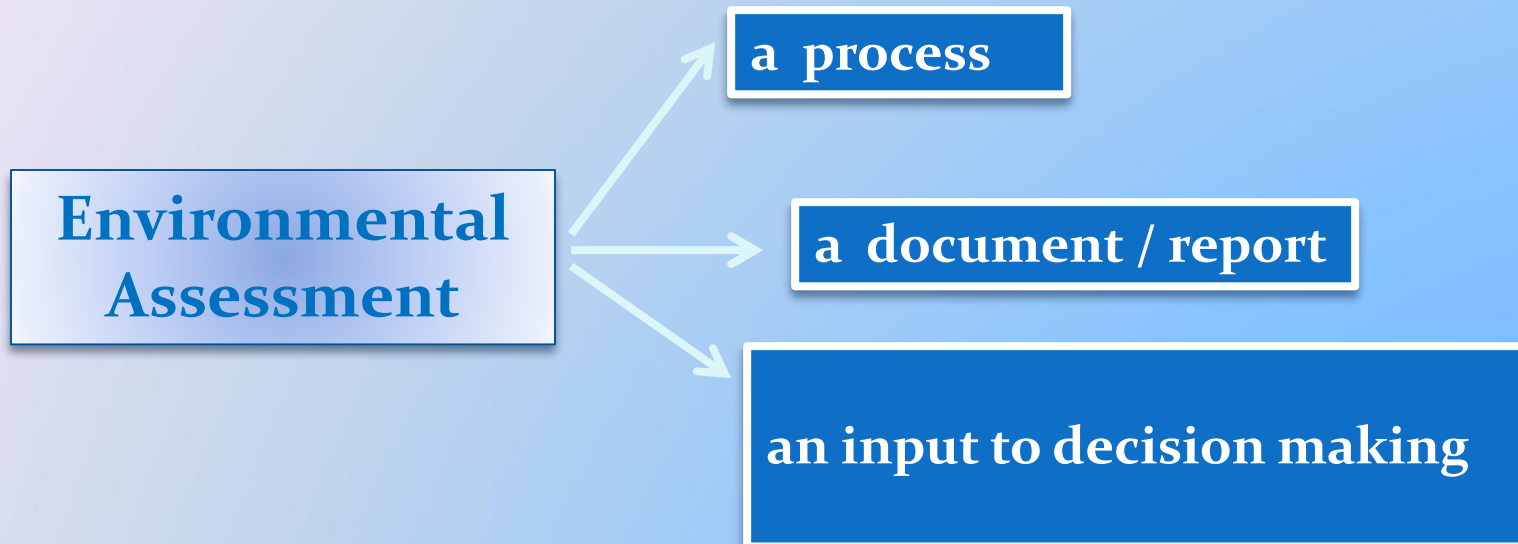 Environmental
Assessment
a process
a document / report
an input to decision making